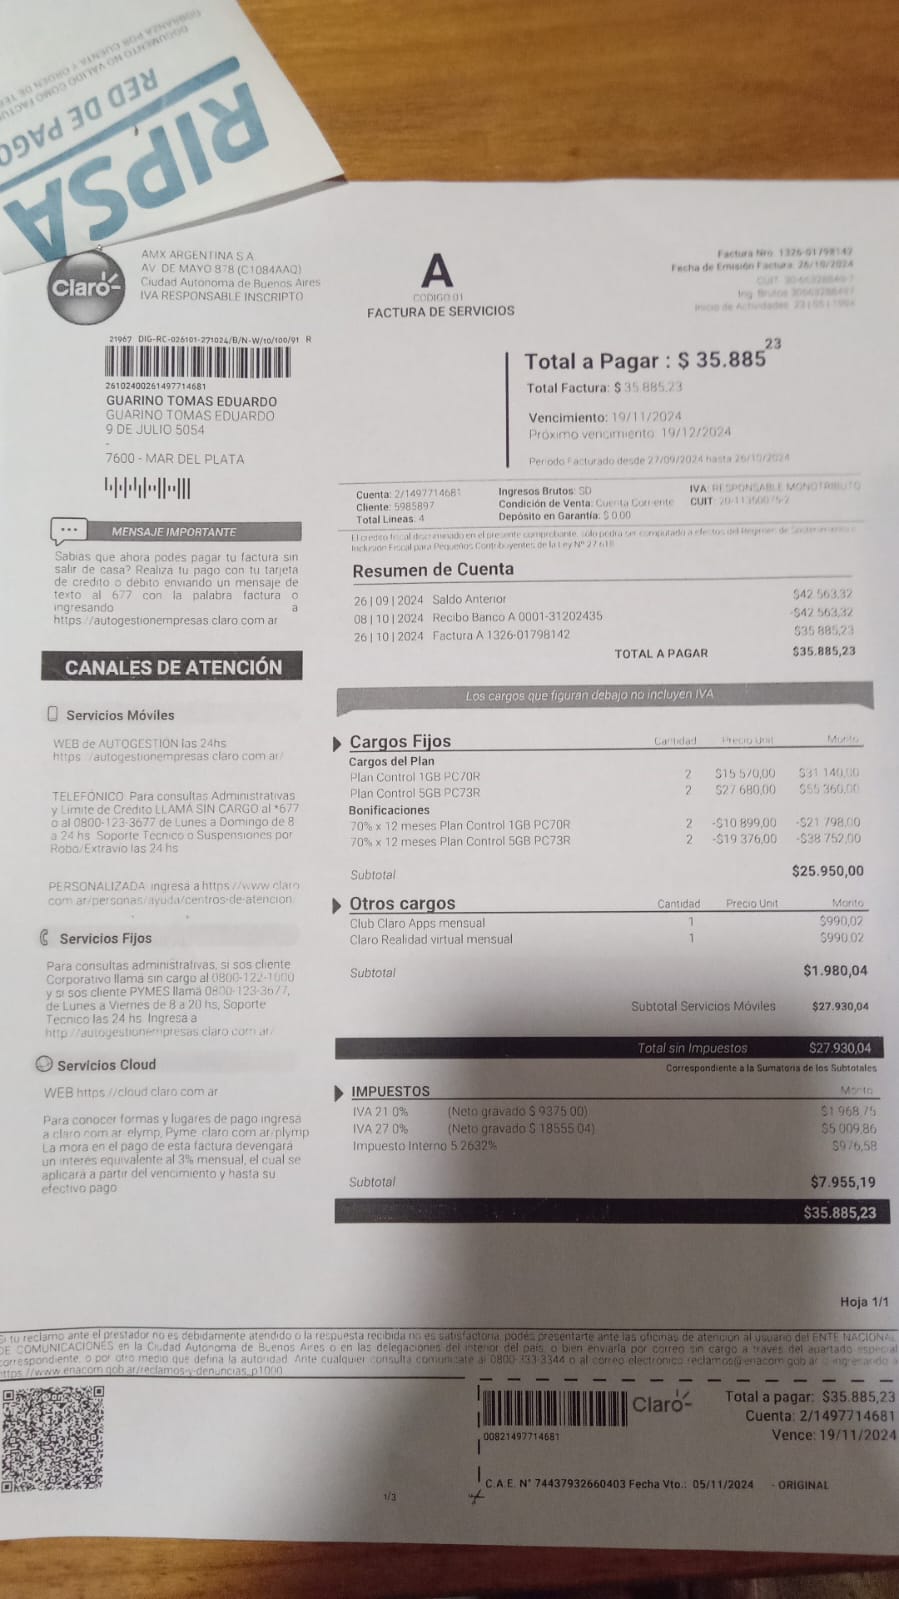 COBRANZA POR CUENTA Y ORDEN DE
DOCUMENTO NO VALIDO COMO
RED DE PAGO
RIPSA
Claro
AMX ARGENTINA S.A.
AV. DE MAYO 878 (C1084AAQ)
Ciudad Autonoma de Buenos Aires
IVA RESPONSABLE INSCRIPTO
A
CODIGO 01
FACTURA DE SERVICIOS
Factura Nro. 1326-01798142
Fecha de Emisión Factura: 26/10/2024
21967 DIG-RC-026101-271024/B/N-W/10/100/91 R
26102400261497714681
GUARINO TOMAS EDUARDO
GUARINO TOMAS EDUARDO
9 DE JULIO 5054
-
7600 - MAR DEL PLATA
Total a Pagar : $ 35.885 23
Total Factura: $ 35.885,23
Vencimiento: 19/11/2024
Próximo vencimiento: 19/12/2024
Periodo Facturado desde 27/09/2024 hasta 26/10/2024
Cuenta: 2/1497714681
Cliente: 5985897
Total Lineas: 4
Ingresos Brutos: SD
Condición de Venta: Cuenta Corriente
Depósito en Garantía: $ 0.00
IVA: RESPONSABLE MONOTRIBUTO
CUIT:
El crédito fiscal discriminado en el presente comprobante, sólo podrá ser computado a efectos del Régimen de Sostenimiento e
Inclusión Fiscal para Pequeños Contribuyentes de la Ley Nº 27.618
MENSAJE IMPORTANTE
Sabias que ahora podes pagar tu factura sin
salir de casa? Realiza tu pago con tu tarjeta
de credito o debito enviando un mensaje de
texto al 677 con la palabra factura o
ingresando a
https://autogestionempresas.claro.com.ar
Resumen de Cuenta
26 | 09 | 2024 Saldo Anterior $42.563,32
08 | 10 | 2024 Recibo Banco A 0001-31202435 -$42.563,32
26 | 10 | 2024 Factura A 1326-01798142 $35.885,23
TOTAL A PAGAR $35.885,23
Los cargos que figuran debajo no incluyen IVA
CANALES DE ATENCIÓN
Servicios Móviles
WEB de AUTOGESTIÓN las 24hs
https://autogestionempresas.claro.com.ar/
TELEFÓNICO: Para consultas Administrativas
y Limite de Crédito LLAMÁ SIN CARGO al *677
o al 0800-123-3677 de Lunes a Domingo de 8
a 24 hs. Soporte Tecnico o Suspensiones por
Robo/Extravio las 24 hs
PERSONALIZADA: ingresa a https://www.claro
com.ar/personas/ayuda/centros-de-atencion
Servicios Fijos
Para consultas administrativas, si sos cliente
Corporativo llama sin cargo al 0800-122-1000
y si sos cliente PYMES llamá 0800-123-3677,
de Lunes a Viernes de 8 a 20 hs, Soporte
Tecnico las 24 hs. Ingresa a
http://autogestionempresas.claro.com.ar/
Servicios Cloud
WEB https://cloud.claro.com.ar
Para conocer formas y lugares de pago ingresa
a claro.com.ar elymp, Pyme: claro.com.ar/plymp
La mora en el pago de esta factura devengará
un interés equivalente al 3% mensual, el cual se
aplicará a partir del vencimiento y hasta su
efectivo pago
Cargos Fijos Cantidad Precio Unit Monto
Cargos del Plan
Plan Control 1GB PC70R 2 $15.570,00 $31.140,00
Plan Control 5GB PC73R 2 $27.680,00 $55.360,00
Bonificaciones
70% x 12 meses Plan Control 1GB PC70R 2 -$10.899,00 -$21.798,00
70% x 12 meses Plan Control 5GB PC73R 2 -$19.376,00 -$38.752,00
Subtotal $25.950,00
Otros cargos Cantidad Precio Unit Monto
Club Claro Apps mensual 1 $990,02
Claro Realidad virtual mensual 1 $990,02
Subtotal $1.980,04
Subtotal Servicios Móviles $27.930,04
Total sin Impuestos $27.930,04
Correspondiente a la Sumatoria de los Subtotales
IMPUESTOS Monto
IVA 21.0% (Neto gravado $ 9375.00) $1.968,75
IVA 27.0% (Neto gravado $ 18555.04) $5.009,86
Impuesto Interno 5.2632% $976,58
Subtotal $7.955,19
$35.885,23
Hoja 1/1
Si tu reclamo ante el prestador no es debidamente atendido o la respuesta recibida no es satisfactoria, podés presentarte ante las oficinas de atención al usuario del ENTE NACIONAL
DE COMUNICACIONES en la Ciudad Autonoma de Buenos Aires o en las delegaciones del interior del país, o bien enviarla por correo sin cargo a través del apartado especial
correspondiente, o por otro medio que defina la autoridad. Ante cualquier consulta comunicate al 0800-333-3344 o al correo electronico reclamos@enacom.gob.ar o ingresando a
https://www.enacom.gob.ar/reclamos-y-denuncias_p1000
Claro
00821497714681
Total a pagar: $35.885,23
Cuenta: 2/1497714681
Vence: 19/11/2024
C.A.E. N° 74437932660403 Fecha Vto.: 05/11/2024 - ORIGINAL
1/3